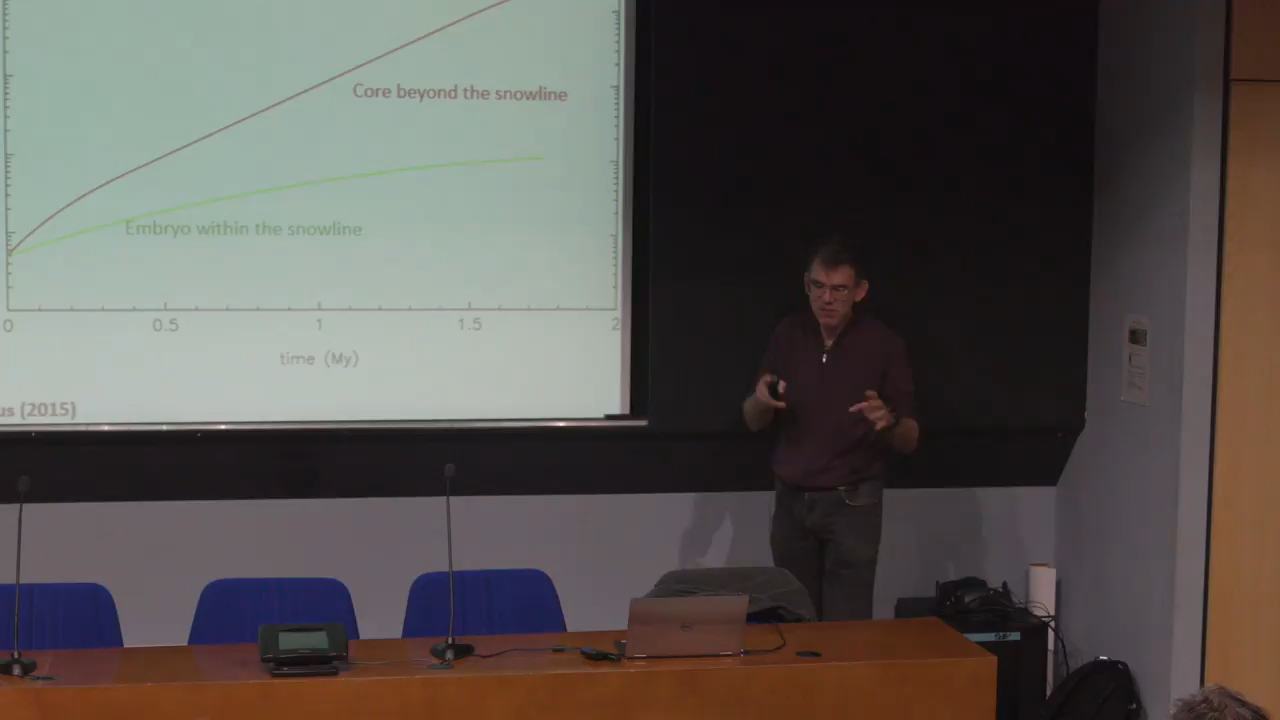 Core beyond the snowline
Embryo within the snowline
0 0.5 1 1.5 2
time (My)
us (2015)